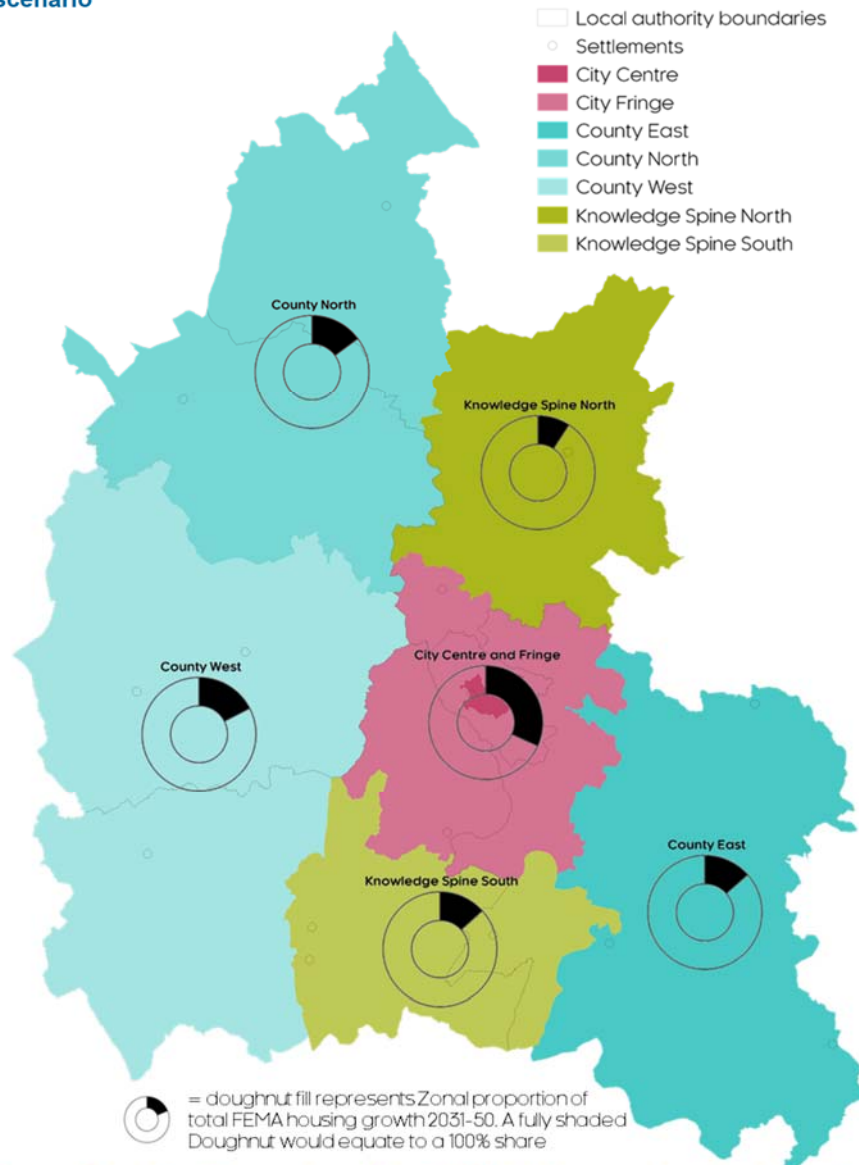 scenario
Local authority boundaries
Settlements
City Centre
City Fringe
County East
County North
County West
Knowledge Spine North
Knowledge Spine South
County North
Knowledge Spine North
City Centre and Fringe
County West
County East
Knowledge Spine South
= doughnut fill represents Zonal proportion of
total FEMA housing growth 2031-50. A fully shaded
Doughnut would equate to a 100% share